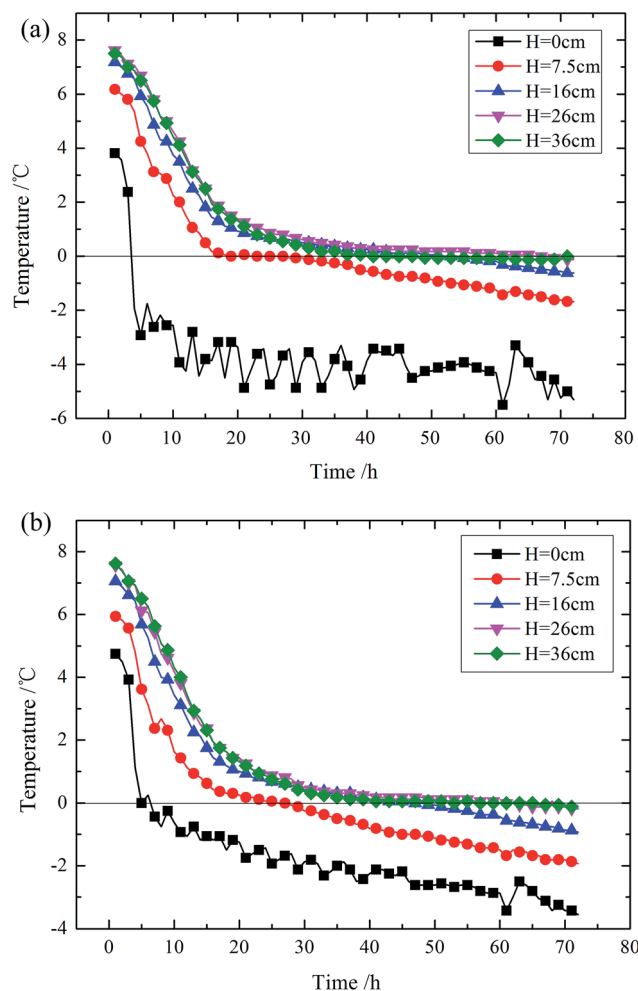 (a)
8
6
4
2
0
-2
-4
-6
Temperature /℃
H=0cm
H=7.5cm
H=16cm
H=26cm
H=36cm
0 10 20 30 40 50 60 70 80
Time /h
(b)
8
6
4
2
0
-2
-4
Temperature /℃
H=0cm
H=7.5cm
H=16cm
H=26cm
H=36cm
0 10 20 30 40 50 60 70 80
Time /h